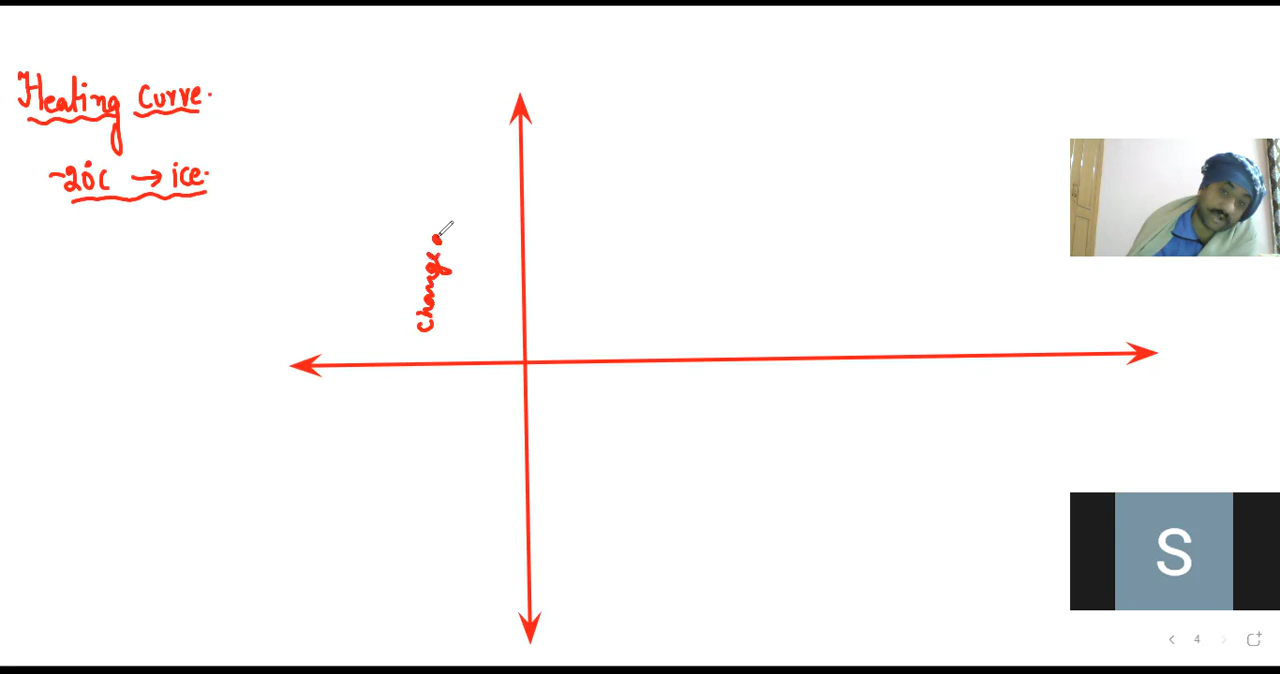 Heating Curve.
-20°C → ice.
Change
S
4